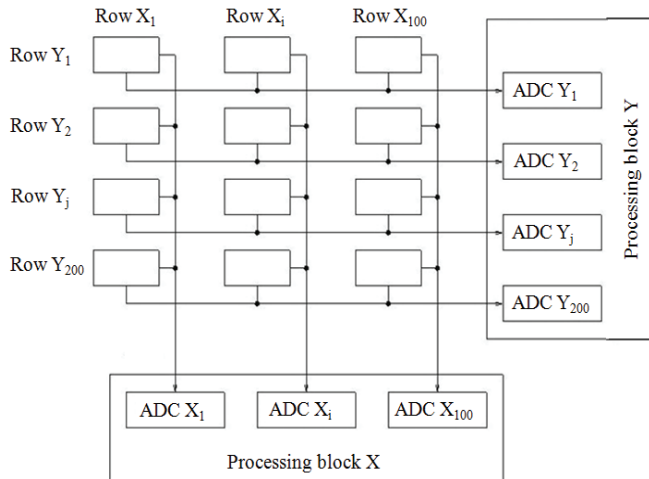 Row X₁ Row Xᵢ Row X₁₀₀
Row Y₁
ADC Y₁
Row Y₂
ADC Y₂
Row Yⱼ
ADC Yⱼ
Row Y₂₀₀
ADC Y₂₀₀
Processing block Y
ADC X₁ ADC Xᵢ ADC X₁₀₀
Processing block X